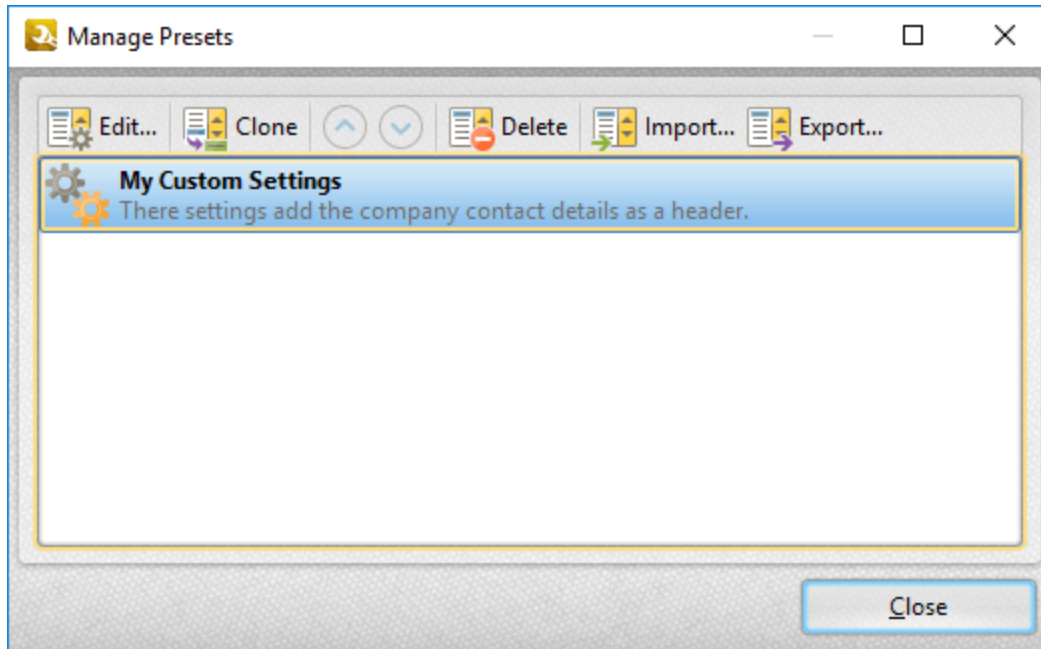 Manage Presets
Edit... Clone Delete Import... Export...
My Custom Settings
There settings add the company contact details as a header.
Close